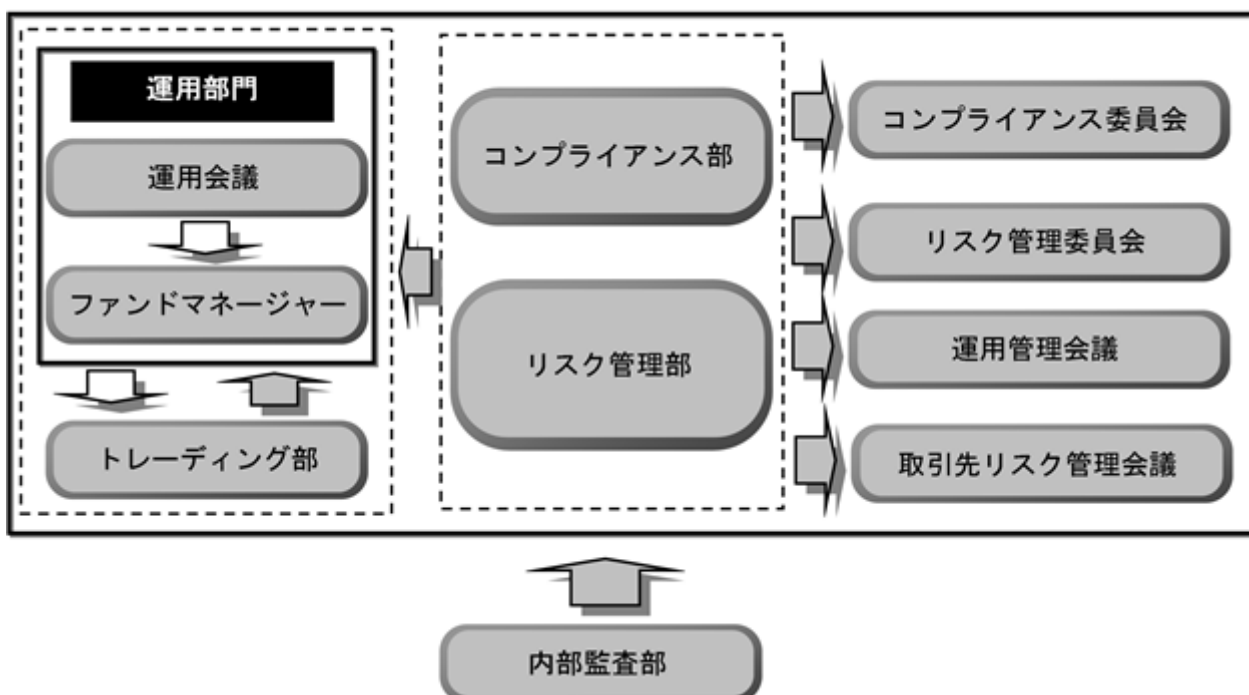 運用部門
運用会議
ファンドマネージャー
トレーディング部
コンプライアンス部
リスク管理部
コンプライアンス委員会
リスク管理委員会
運用管理会議
取引先リスク管理会議
内部監査部